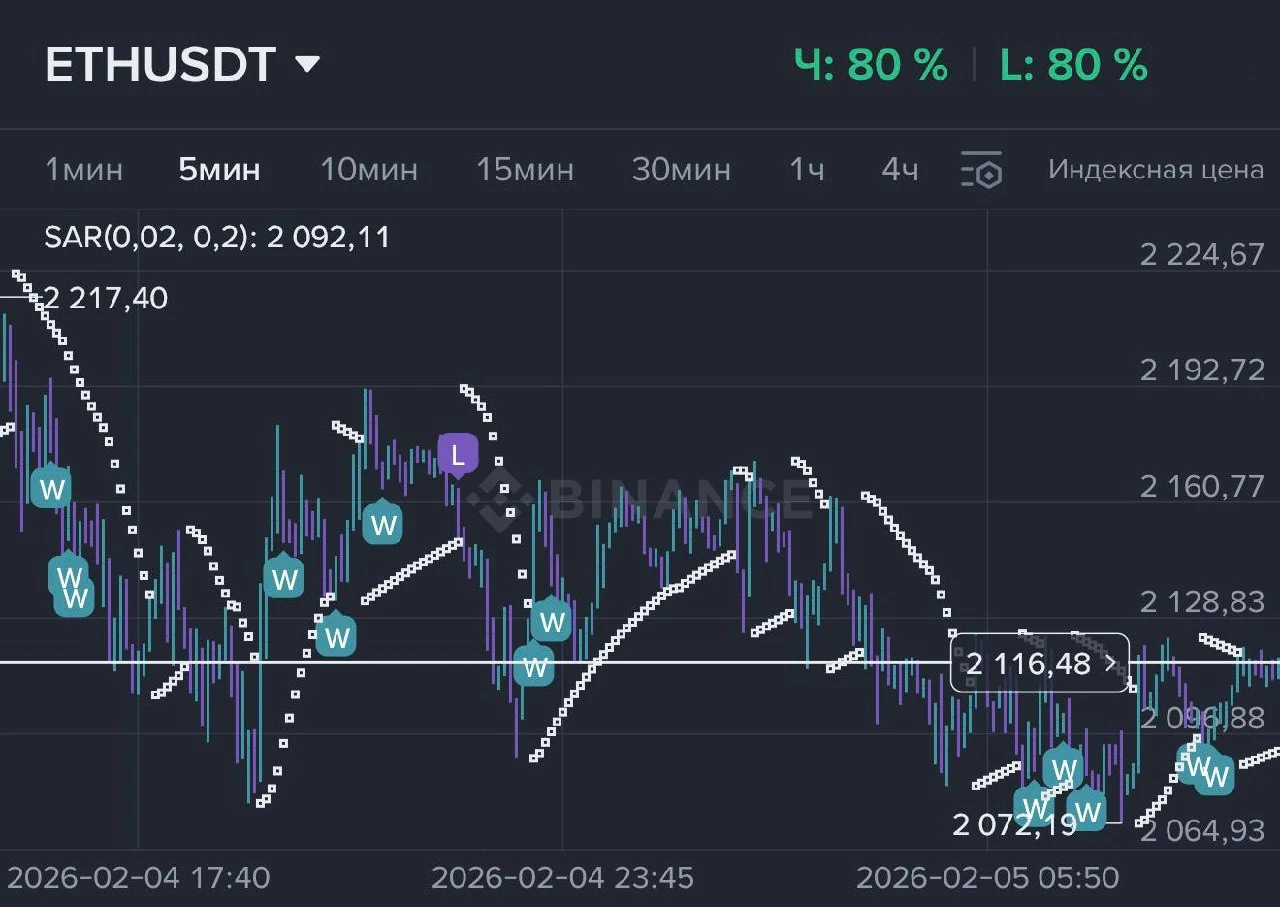 ETHUSDT
Ч: 80 % | L: 80 %
1мин 5мин 10мин 15мин 30мин 1ч 4ч Индексная цена
SAR(0,02, 0,2): 2 092,11
2 224,67
2 217,40
2 192,72
L
W
2 160,77
BINANCE
W
W
W
W
2 128,83
W
W
W
2 116,48 >
W
2 096,88
W
W
W
W
W
2 072,19
2 064,93
2026-02-04 17:40
2026-02-04 23:45
2026-02-05 05:50